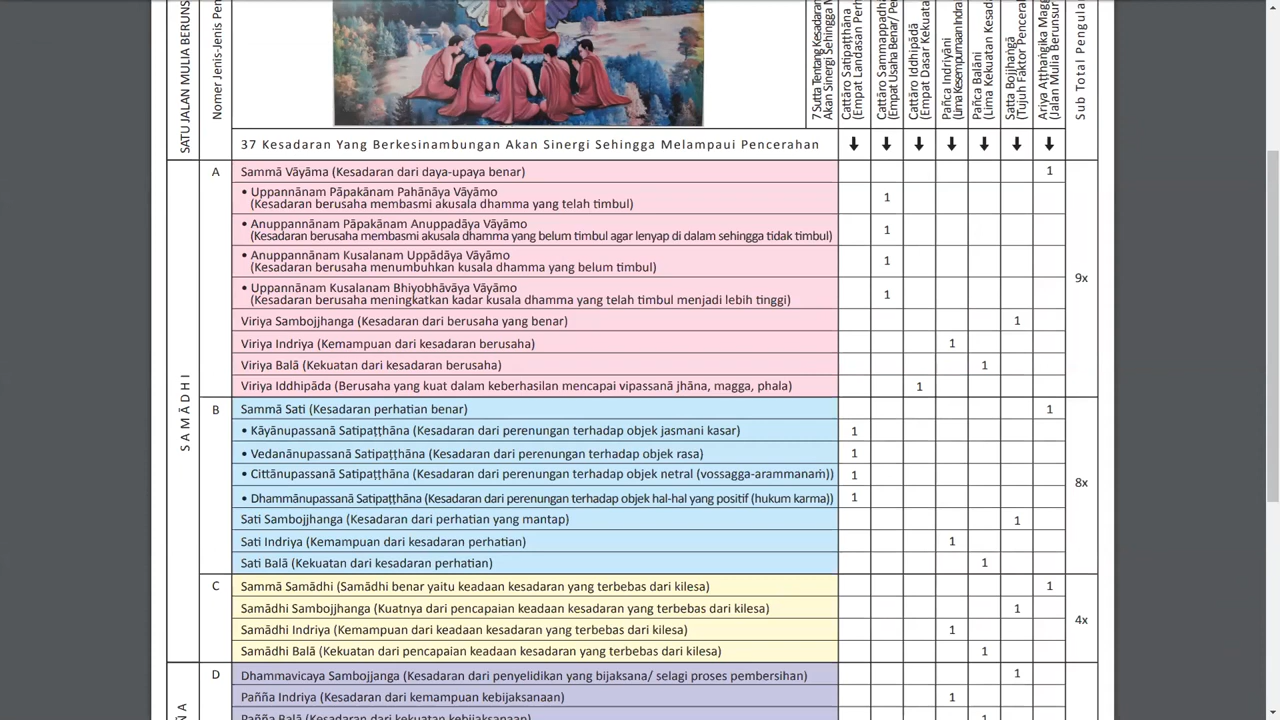 SATU JALAN MULIA BERUNS
Nomer Jenis-Jenis Pen
7 Sutta Tentang Kesadaran
Akan Sinergi Sehingga M
Cattāro Satipaṭṭhāna
(Empat Landasan Perh
Cattāro Sammappadh
(Empat Usaha Benar/ Pe
Cattāro Iddhipādā
(Empat Dasar Kekuata
Pañca Indriyāni
(Lima Kesempurnaan Indra
Pañca Balāni
(Lima Kekuatan Kesad
Satta Bojjhaṅgā
(Tujuh Faktor Pencera
Ariya Aṭṭhangika Magg
(Jalan Mulia Berunsur
Sub Total Pengula
37 Kesadaran Yang Berkesinambungan Akan Sinergi Sehingga Melampaui Pencerahan
SAMĀDHI
A
Sammā Vāyāma (Kesadaran dari daya-upaya benar) 1
• Uppannānam Pāpakānam Pahānāya Vāyāmo
(Kesadaran berusaha membasmi akusala dhamma yang telah timbul) 1
• Anuppannānam Pāpakānam Anuppadāya Vāyāmo
(Kesadaran berusaha membasmi akusala dhamma yang belum timbul agar lenyap di dalam sehingga tidak timbul) 1
• Anuppannānam Kusalanam Uppādāya Vāyāmo
(Kesadaran berusaha menumbuhkan kusala dhamma yang belum timbul) 1
• Uppannānam Kusalanam Bhiyobhāvāya Vāyāmo
(Kesadaran berusaha meningkatkan kadar kusala dhamma yang telah timbul menjadi lebih tinggi) 1
Viriya Sambojjhanga (Kesadaran dari berusaha yang benar) 1
Viriya Indriya (Kemampuan dari kesadaran berusaha) 1
Viriya Balā (Kekuatan dari kesadaran berusaha) 1
Viriya Iddhipāda (Berusaha yang kuat dalam keberhasilan mencapai vipassanā jhāna, magga, phala) 1
9x
B
Sammā Sati (Kesadaran perhatian benar) 1
• Kāyānupassanā Satipaṭṭhāna (Kesadaran dari perenungan terhadap objek jasmani kasar) 1
• Vedanānupassanā Satipaṭṭhāna (Kesadaran dari perenungan terhadap objek rasa) 1
• Cittānupassanā Satipaṭṭhāna (Kesadaran dari perenungan terhadap objek netral (vossagga-arammanaṁ)) 1
• Dhammānupassanā Satipaṭṭhāna (Kesadaran dari perenungan terhadap objek hal-hal yang positif (hukum karma)) 1
Sati Sambojjhanga (Kesadaran dari perhatian yang mantap) 1
Sati Indriya (Kemampuan dari kesadaran perhatian) 1
Sati Balā (Kekuatan dari kesadaran perhatian) 1
8x
C
Sammā Samādhi (Samādhi benar yaitu keadaan kesadaran yang terbebas dari kilesa) 1
Samādhi Sambojjhanga (Kuatnya dari pencapaian keadaan kesadaran yang terbebas dari kilesa) 1
Samādhi Indriya (Kemampuan dari keadaan kesadaran yang terbebas dari kilesa) 1
Samādhi Balā (Kekuatan dari pencapaian keadaan kesadaran yang terbebas dari kilesa) 1
4x
ÑA
D
Dhammavicaya Sambojjanga (Kesadaran dari penyelidikan yang bijaksana/ selagi proses pembersihan) 1
Pañña Indriya (Kesadaran dari kemampuan kebijaksanaan) 1
Pañña Balā (Kesadaran dari kekuatan kebijaksanaan) 1